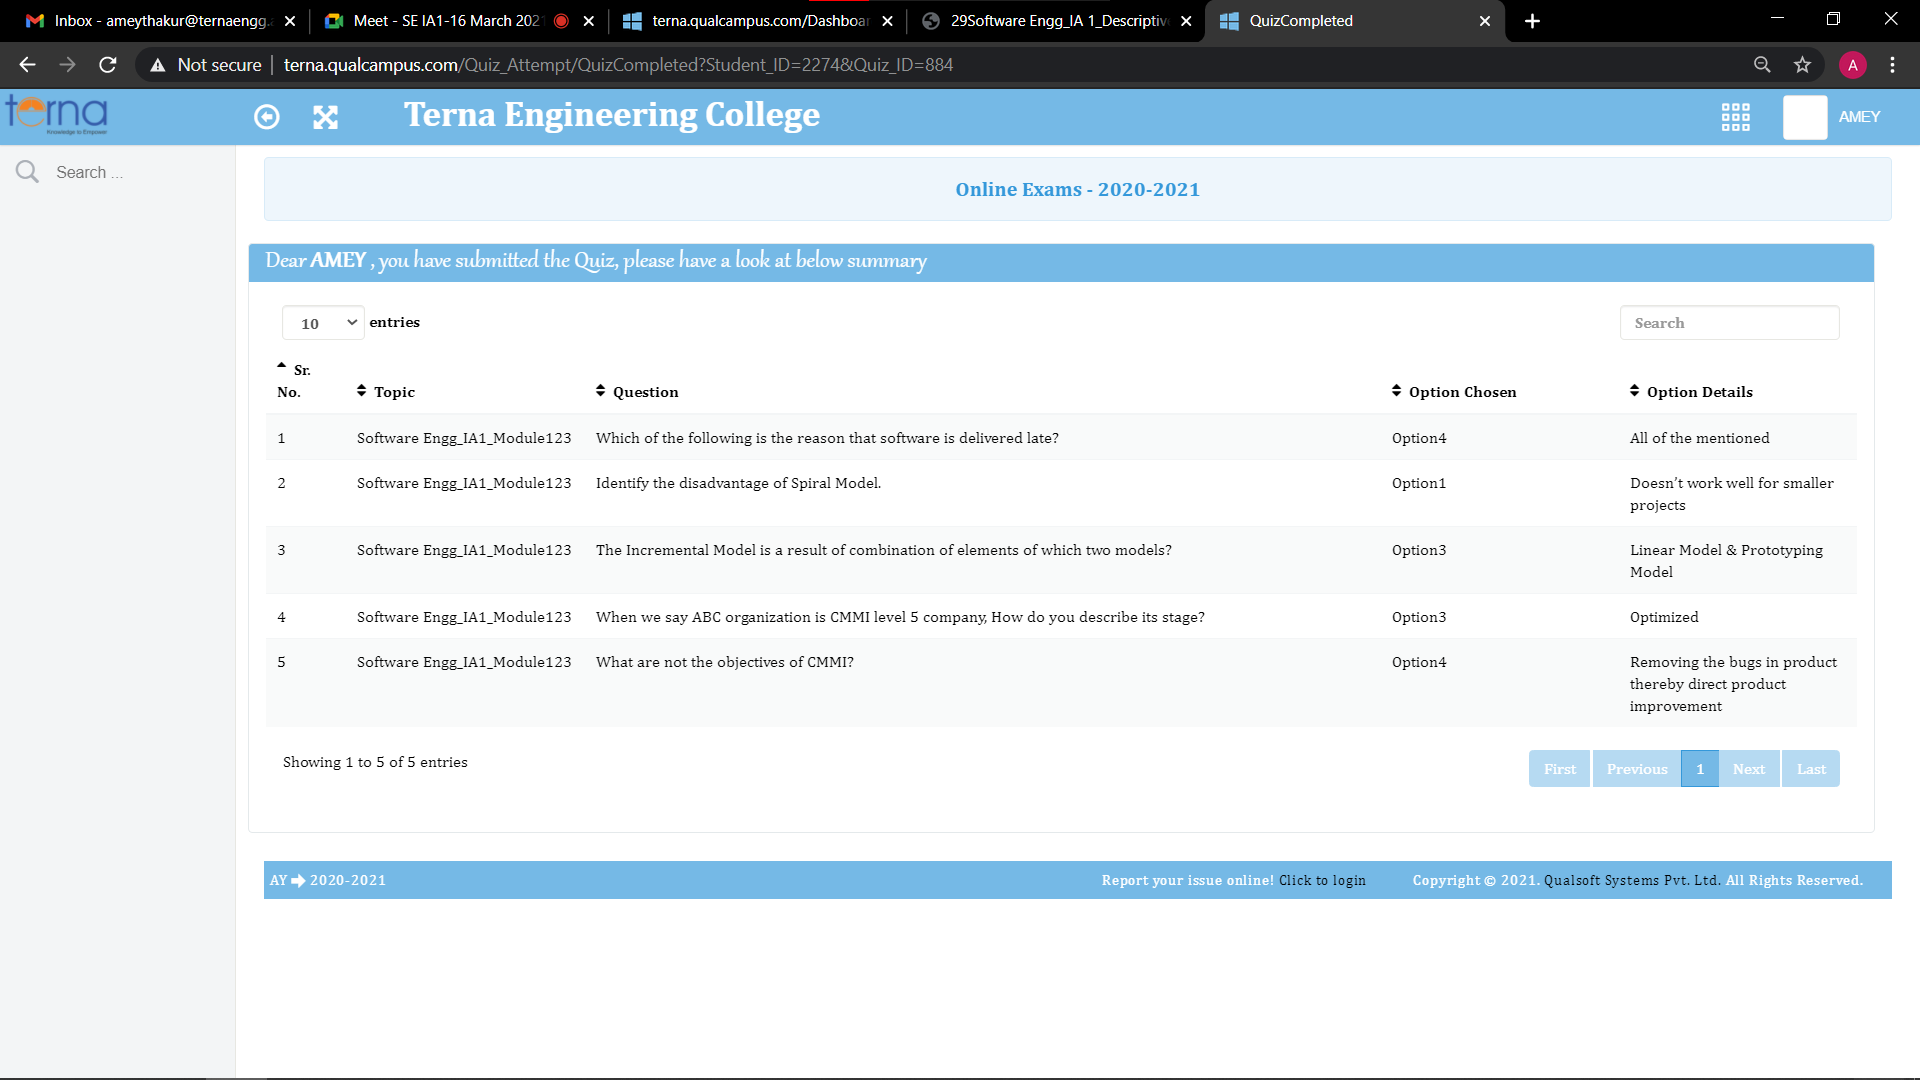 Inbox - ameythakur@ternaengg.
Meet - SE IA1-16 March 202
terna.qualcampus.com/Dashboar
29Software Engg_IA 1_Descriptive
QuizCompleted
Not secure
terna.qualcampus.com/Quiz_Attempt/QuizCompleted?Student_ID=2274&Quiz_ID=884
A
terna
Knowledge to Empower
Terna Engineering College
AMEY
Search ...
Online Exams - 2020-2021
Dear AMEY , you have submitted the Quiz, please have a look at below summary
10 entries
Search
Sr. No. Topic Question Option Chosen Option Details
1 Software Engg_IA1_Module123 Which of the following is the reason that software is delivered late? Option4 All of the mentioned
2 Software Engg_IA1_Module123 Identify the disadvantage of Spiral Model. Option1 Doesn’t work well for smaller
projects
3 Software Engg_IA1_Module123 The Incremental Model is a result of combination of elements of which two models? Option3 Linear Model & Prototyping
Model
4 Software Engg_IA1_Module123 When we say ABC organization is CMMI level 5 company, How do you describe its stage? Option3 Optimized
5 Software Engg_IA1_Module123 What are not the objectives of CMMI? Option4 Removing the bugs in product
thereby direct product
improvement
Showing 1 to 5 of 5 entries
First Previous 1 Next Last
AY 2020-2021
Report your issue online! Click to login
Copyright © 2021. Qualsoft Systems Pvt. Ltd. All Rights Reserved.